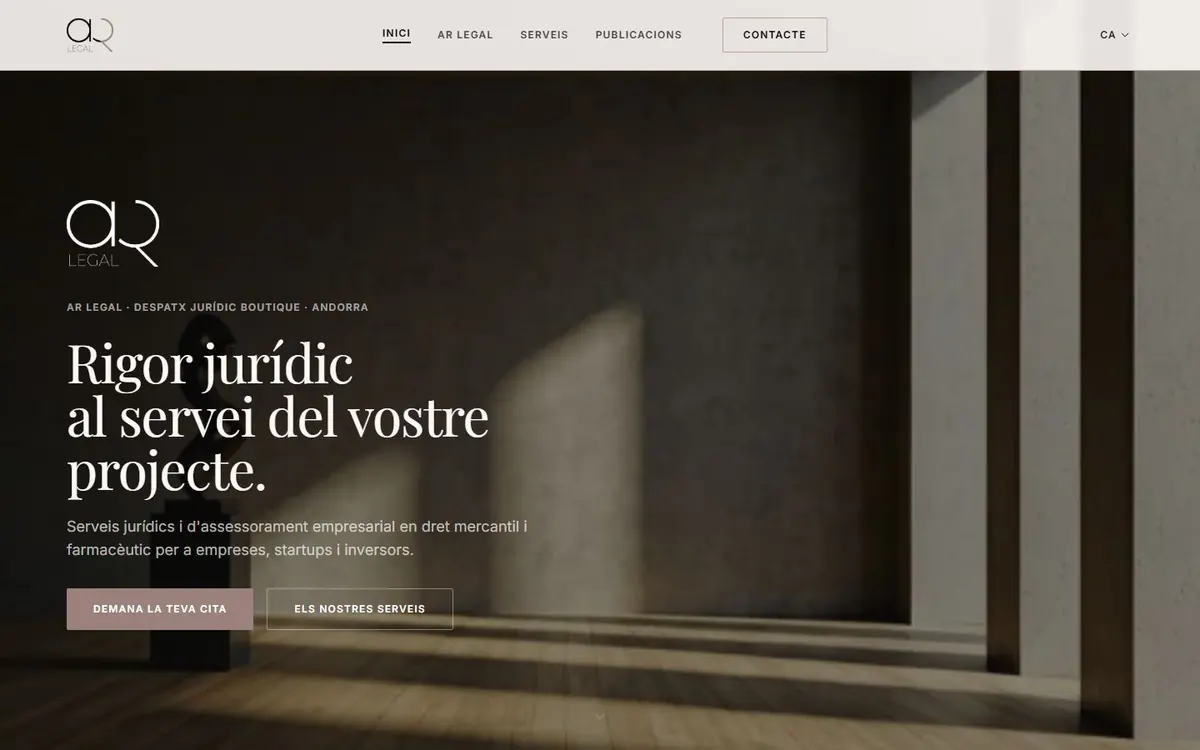 aR
LEGAL
INICI
AR LEGAL
SERVEIS
PUBLICACIONS
CONTACTE
CA
aR
LEGAL
AR LEGAL · DESPATX JURÍDIC BOUTIQUE · ANDORRA
Rigor jurídic
al servei del vostre
projecte.
Serveis jurídics i d'assessorament empresarial en dret mercantil i
farmacèutic per a empreses, startups i inversors.
DEMANA LA TEVA CITA
ELS NOSTRES SERVEIS